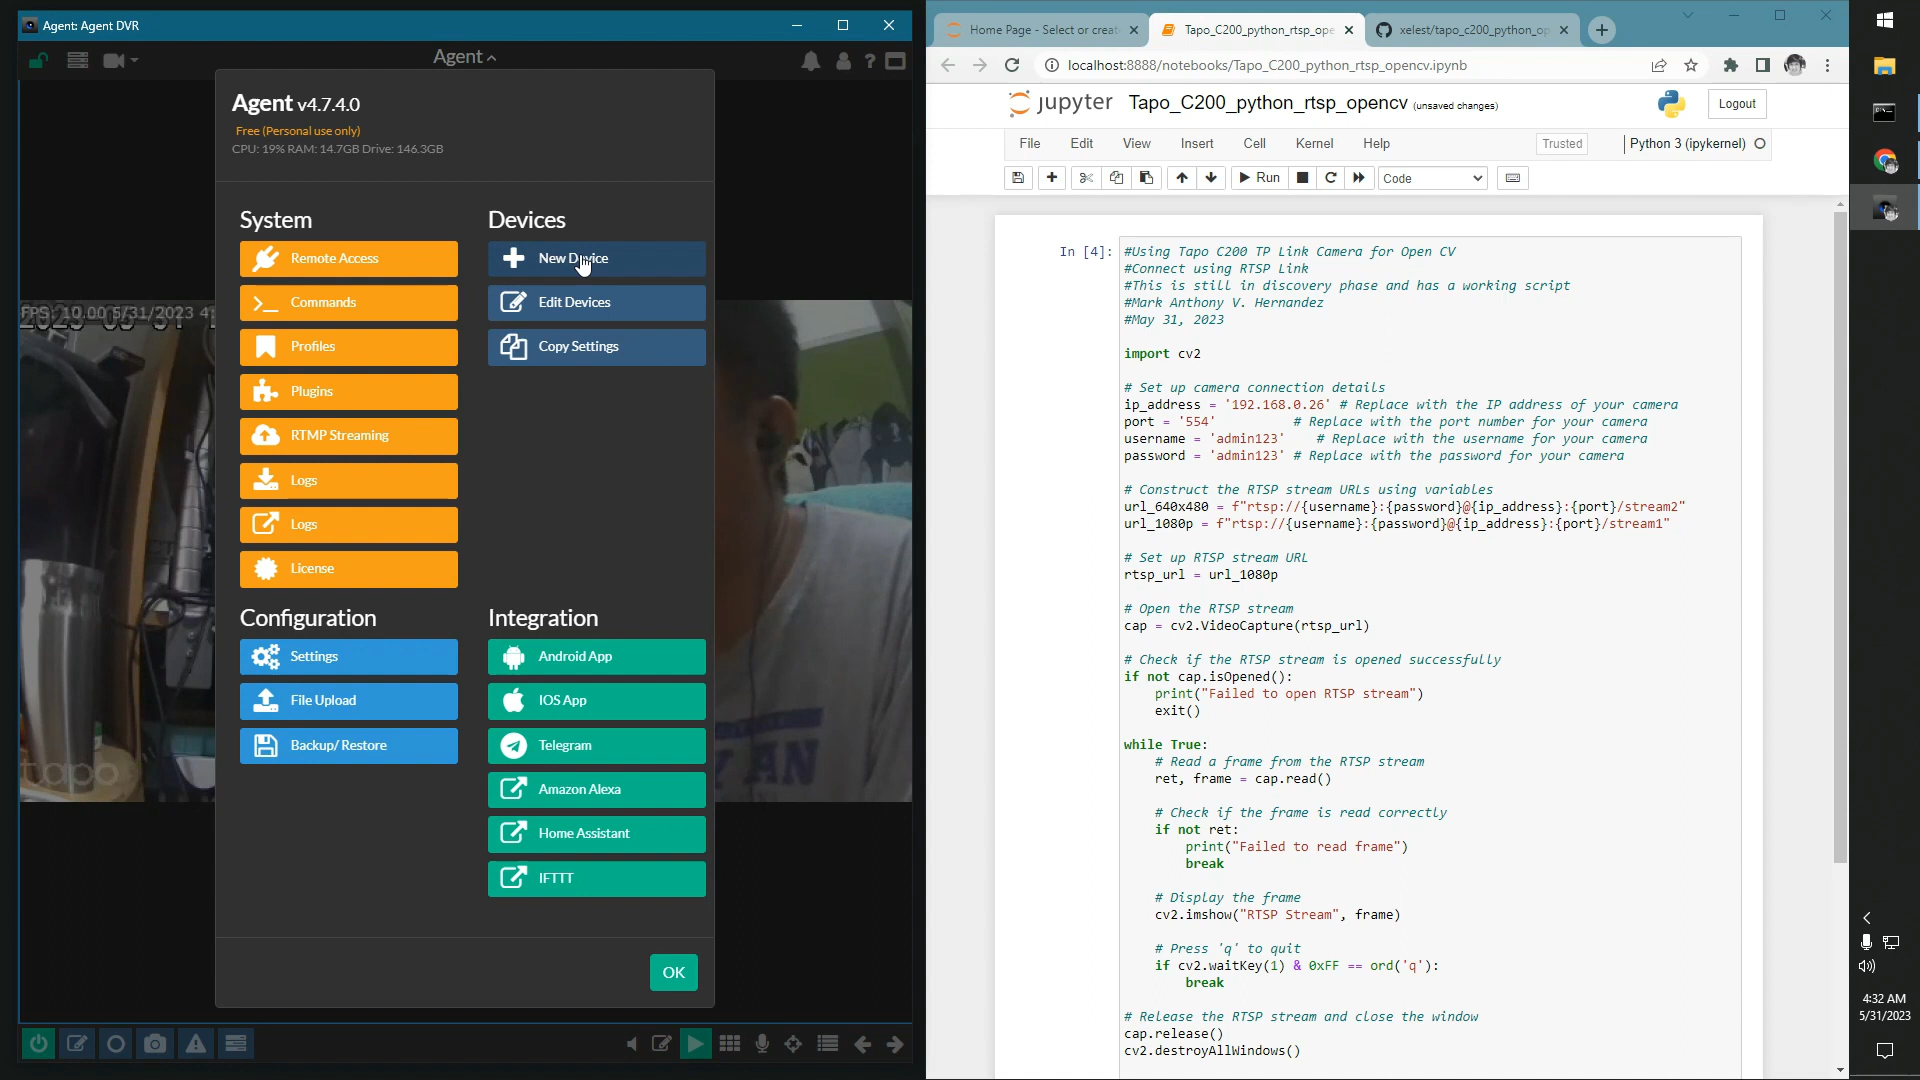 Agent: Agent DVR
Agent
Agent v4.7.4.0
Free (Personal use only)
CPU: 19% RAM: 14.7GB Drive: 146.3GB
System
Remote Access
Commands
Profiles
Plugins
RTMP Streaming
Logs
Logs
License
Devices
New Device
Edit Devices
Copy Settings
Configuration
Settings
File Upload
Backup/ Restore
Integration
Android App
IOS App
Telegram
Amazon Alexa
Home Assistant
IFTTT
OK
FPS: 10.00 5/31/2023 4:
tapo
Home Page - Select or creat
Tapo_C200_python_rtsp_ope
xelest/tapo_c200_python_op
localhost:8888/notebooks/Tapo_C200_python_rtsp_opencv.ipynb
jupyter Tapo_C200_python_rtsp_opencv (unsaved changes)
Logout
File Edit View Insert Cell Kernel Help
Trusted
Python 3 (ipykernel)
Run
Code
In [4]:
#Using Tapo C200 TP Link Camera for Open CV
#Connect using RTSP Link
#This is still in discovery phase and has a working script
#Mark Anthony V. Hernandez
#May 31, 2023
import cv2
# Set up camera connection details
ip_address = '192.168.0.26' # Replace with the IP address of your camera
port = '554' # Replace with the port number for your camera
username = 'admin123' # Replace with the username for your camera
password = 'admin123' # Replace with the password for your camera
# Construct the RTSP stream URLs using variables
url_640x480 = f"rtsp://{username}:{password}@{ip_address}:{port}/stream2"
url_1080p = f"rtsp://{username}:{password}@{ip_address}:{port}/stream1"
# Set up RTSP stream URL
rtsp_url = url_1080p
# Open the RTSP stream
cap = cv2.VideoCapture(rtsp_url)
# Check if the RTSP stream is opened successfully
if not cap.isOpened():
print("Failed to open RTSP stream")
exit()
while True:
# Read a frame from the RTSP stream
ret, frame = cap.read()
# Check if the frame is read correctly
if not ret:
print("Failed to read frame")
break
# Display the frame
cv2.imshow("RTSP Stream", frame)
# Press 'q' to quit
if cv2.waitKey(1) & 0xFF == ord('q'):
break
# Release the RTSP stream and close the window
cap.release()
cv2.destroyAllWindows()
4:32 AM
5/31/2023